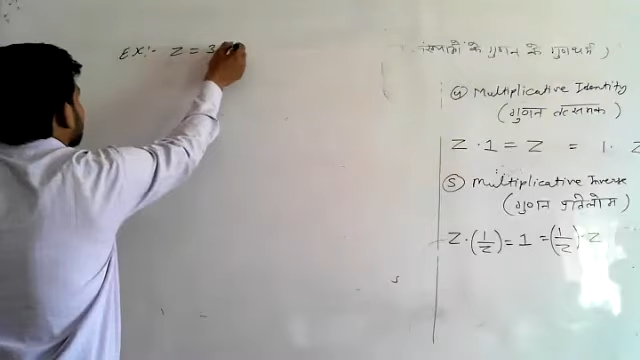 Ex:- Z = 3
के गुणन के गुणधर्म )
(4) Multiplicative Identity
(गुणन तत्समक)
Z · 1 = Z = 1 · Z
(5) Multiplicative Inverse
(गुणन प्रतिलोम)
Z · (1/Z) = 1 = (1/Z) · Z